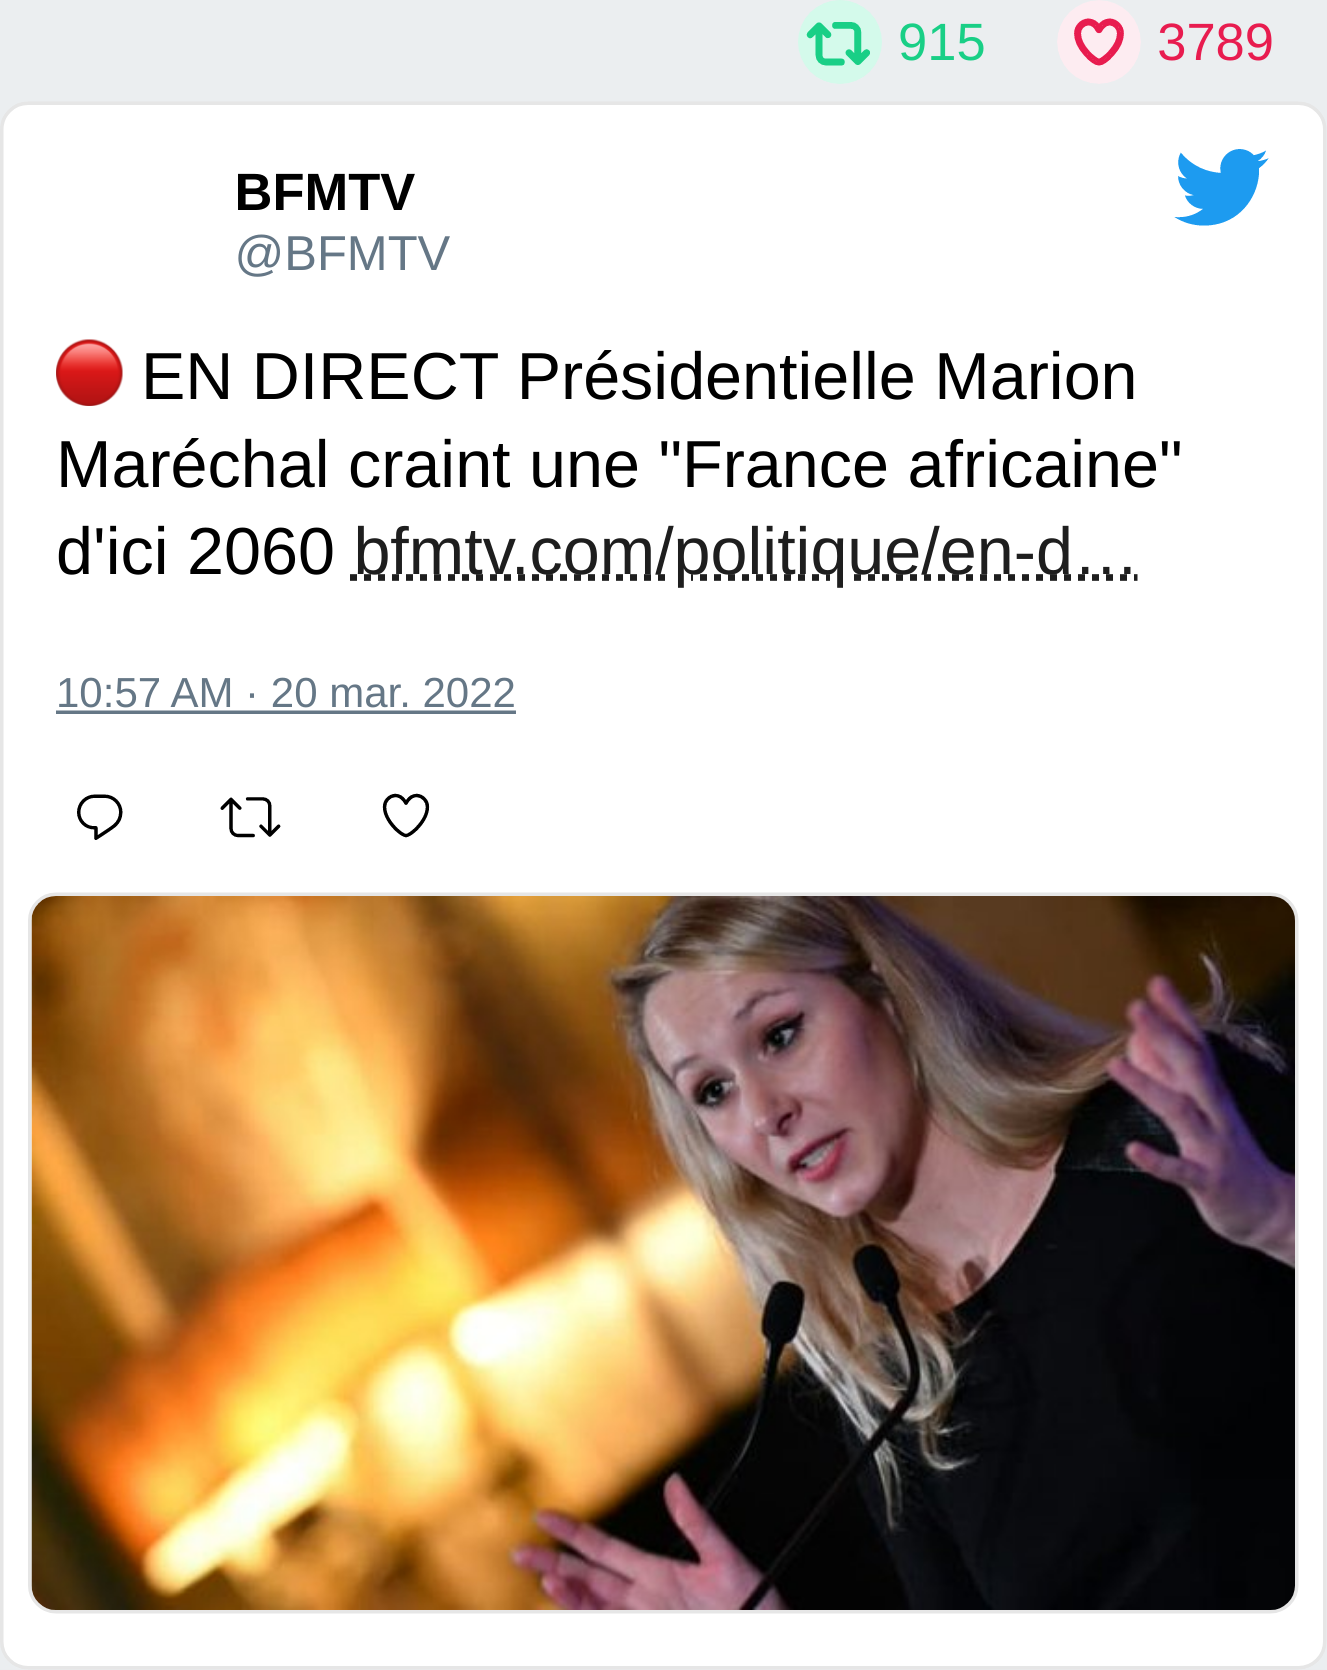 915 3789
BFMTV
@BFMTV
🔴 EN DIRECT Présidentielle Marion
Maréchal craint une "France africaine"
d'ici 2060 bfmtv.com/politique/en-d…
10:57 AM · 20 mar. 2022